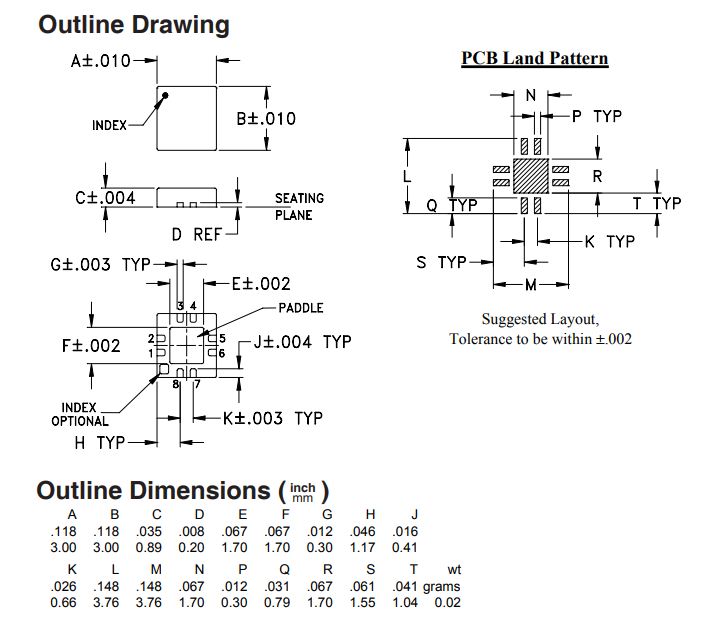 Outline Drawing
A±.010
INDEX
B±.010
C±.004
SEATING
PLANE
D REF
G±.003 TYP
E±.002
3 4
PADDLE
F±.002
2
1
5
6
J±.004 TYP
8 7
INDEX
OPTIONAL
K±.003 TYP
H TYP
PCB Land Pattern
N
P TYP
L
R
Q TYP
T TYP
K TYP
S TYP
M
Suggested Layout,
Tolerance to be within ±.002
Outline Dimensions ( inch
mm )
A B C D E F G H J
.118 .118 .035 .008 .067 .067 .012 .046 .016
3.00 3.00 0.89 0.20 1.70 1.70 0.30 1.17 0.41
K L M N P Q R S T wt
.026 .148 .148 .067 .012 .031 .067 .061 .041 grams
0.66 3.76 3.76 1.70 0.30 0.79 1.70 1.55 1.04 0.02